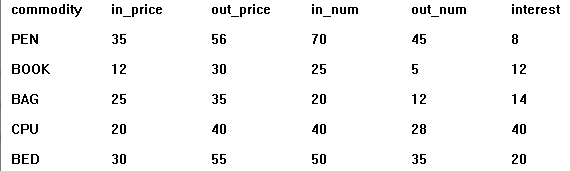 commodity in_price out_price in_num out_num interest
PEN 35 56 70 45 8
BOOK 12 30 25 5 12
BAG 25 35 20 12 14
CPU 20 40 40 28 40
BED 30 55 50 35 20